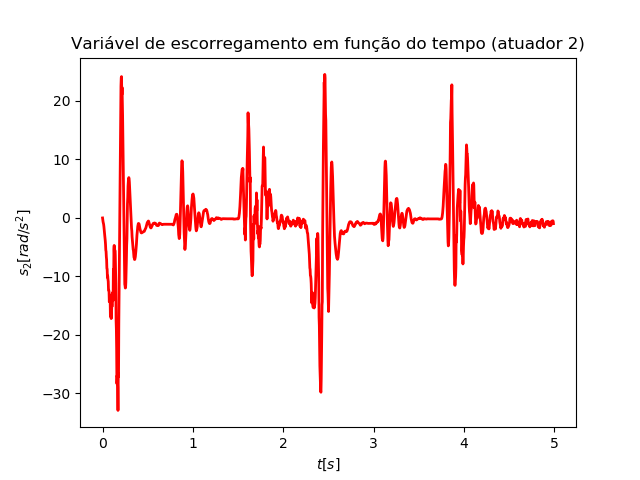 Variável de escorregamento em função do tempo (atuador 2)
20
10
0
−10
−20
−30
s₂[rad/s²]
0 1 2 3 4 5
t[s]